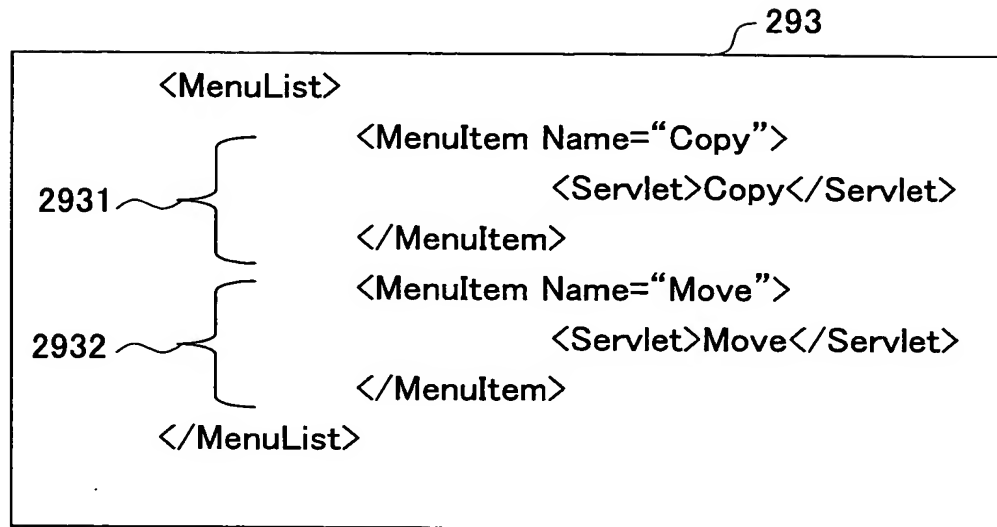 293
<MenuList>
<MenuItem Name=“Copy”>
2931
<Servlet>Copy</Servlet>
</MenuItem>
<MenuItem Name=“Move”>
2932
<Servlet>Move</Servlet>
</MenuItem>
</MenuList>